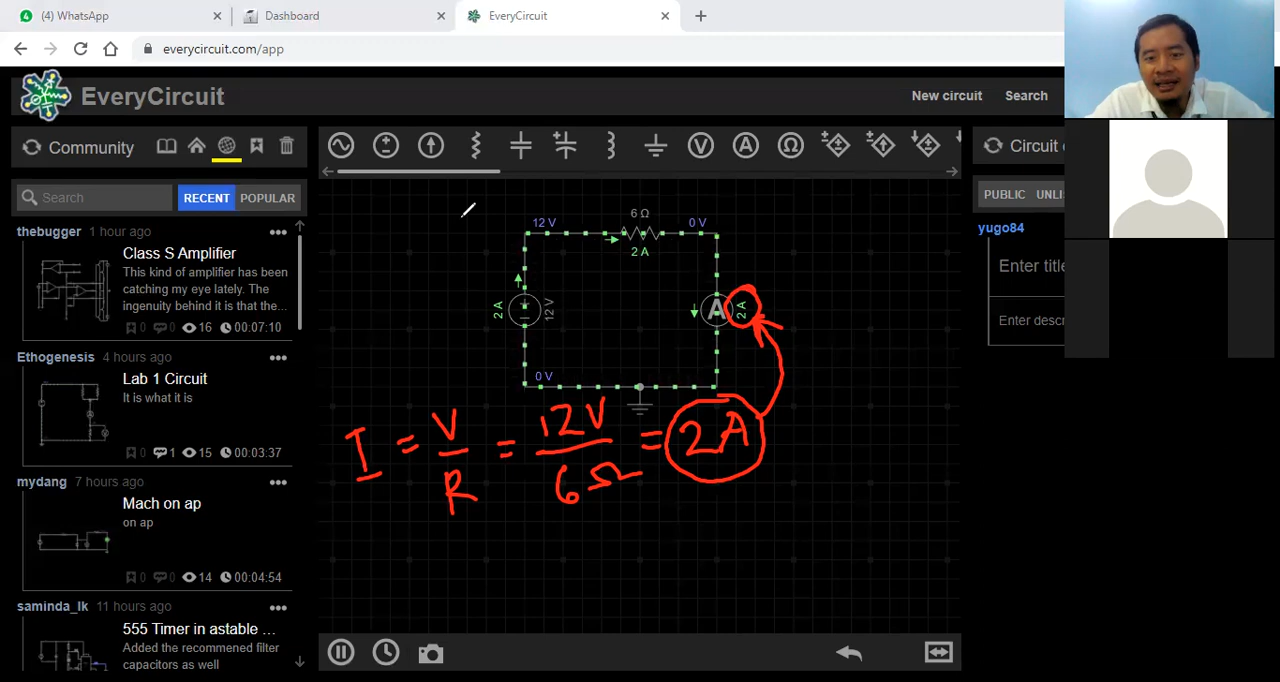 4 (4) WhatsApp
Dashboard
EveryCircuit
everycircuit.com/app
EveryCircuit
New circuit Search
Community
Search RECENT POPULAR
thebugger 1 hour ago
Class S Amplifier
This kind of amplifier has been
catching my eye lately. The
ingenuity behind it is that the...
0 0 16 00:07:10
Ethogenesis 4 hours ago
Lab 1 Circuit
It is what it is
0 1 15 00:03:37
mydang 7 hours ago
Mach on ap
on ap
0 0 14 00:04:54
saminda_lk 11 hours ago
555 Timer in astable ...
Added the recommened filter
capacitors as well
V A Ω
12 V 6 Ω 0 V
2 A
2 A 12 V A 2 A
0 V
I = V/R = 12V/6Ω = 2A
Circuit
PUBLIC UNLI
yugo84
Enter title
Enter descr